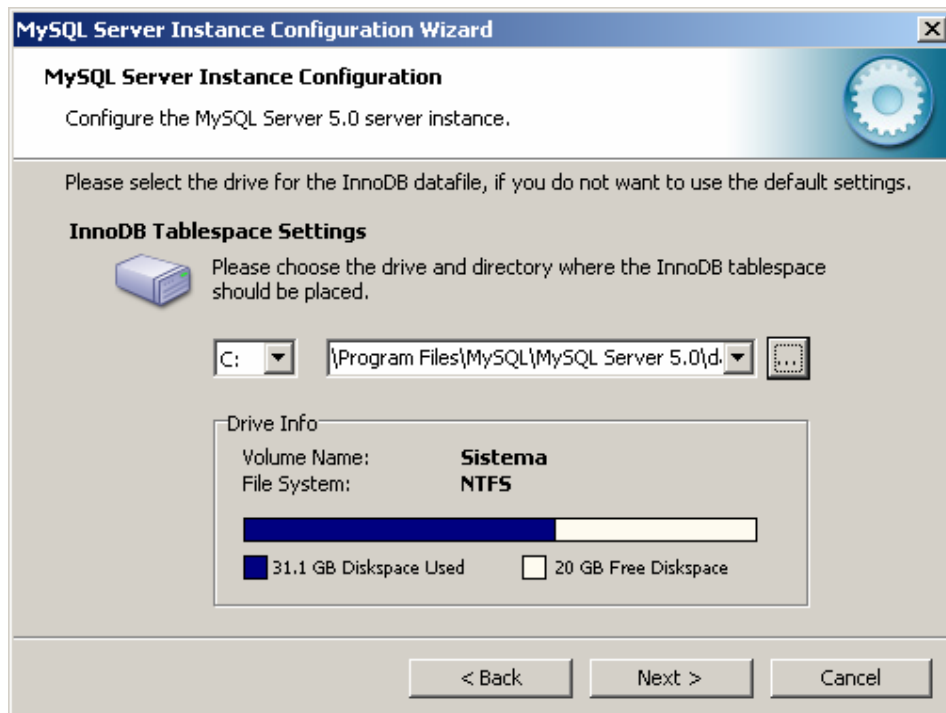 MySQL Server Instance Configuration Wizard
MySQL Server Instance Configuration
Configure the MySQL Server 5.0 server instance.
Please select the drive for the InnoDB datafile, if you do not want to use the default settings.
InnoDB Tablespace Settings
Please choose the drive and directory where the InnoDB tablespace
should be placed.
C: \Program Files\MySQL\MySQL Server 5.0\d. ...
Drive Info
Volume Name: Sistema
File System: NTFS
31.1 GB Diskspace Used 20 GB Free Diskspace
< Back Next > Cancel